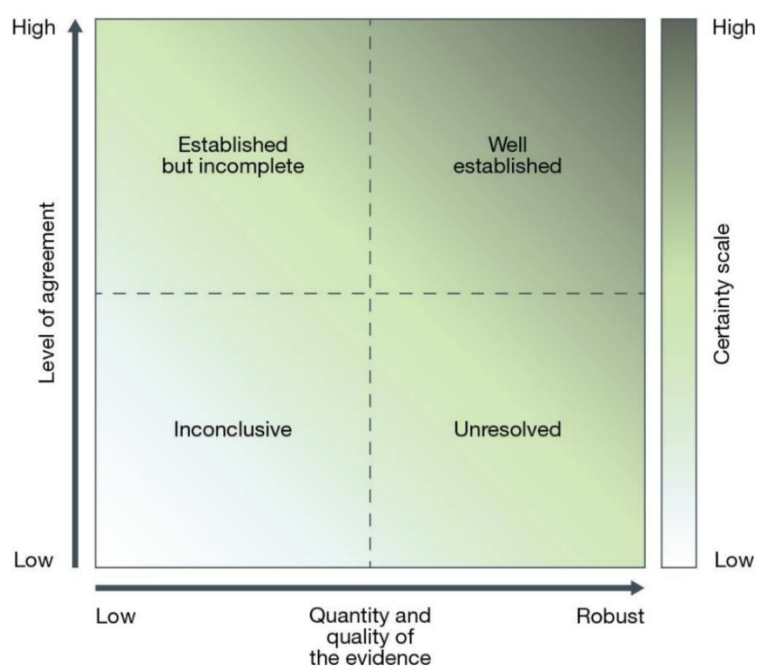 High
High
Established
but incomplete
Well
established
Level of agreement
Certainty scale
Inconclusive
Unresolved
Low
Low
Low
Quantity and
quality of
the evidence
Robust